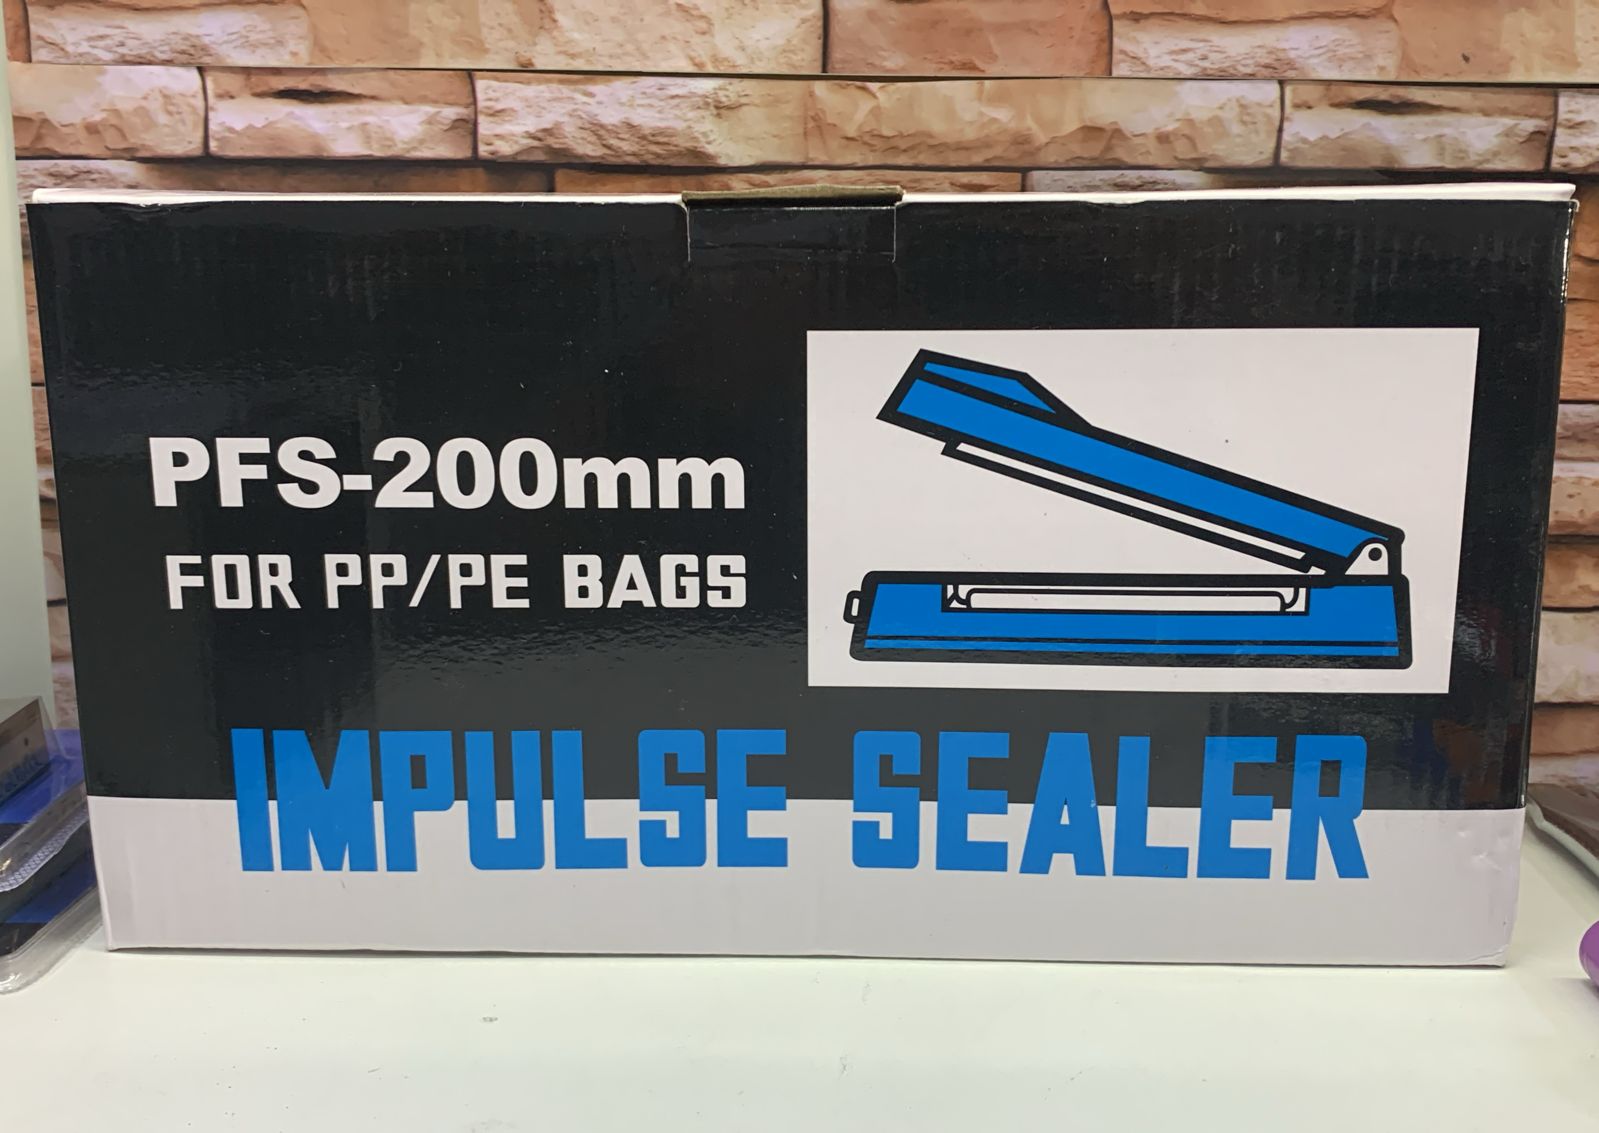 PFS-200mm
FOR PP/PE BAGS
IMPULSE SEALER